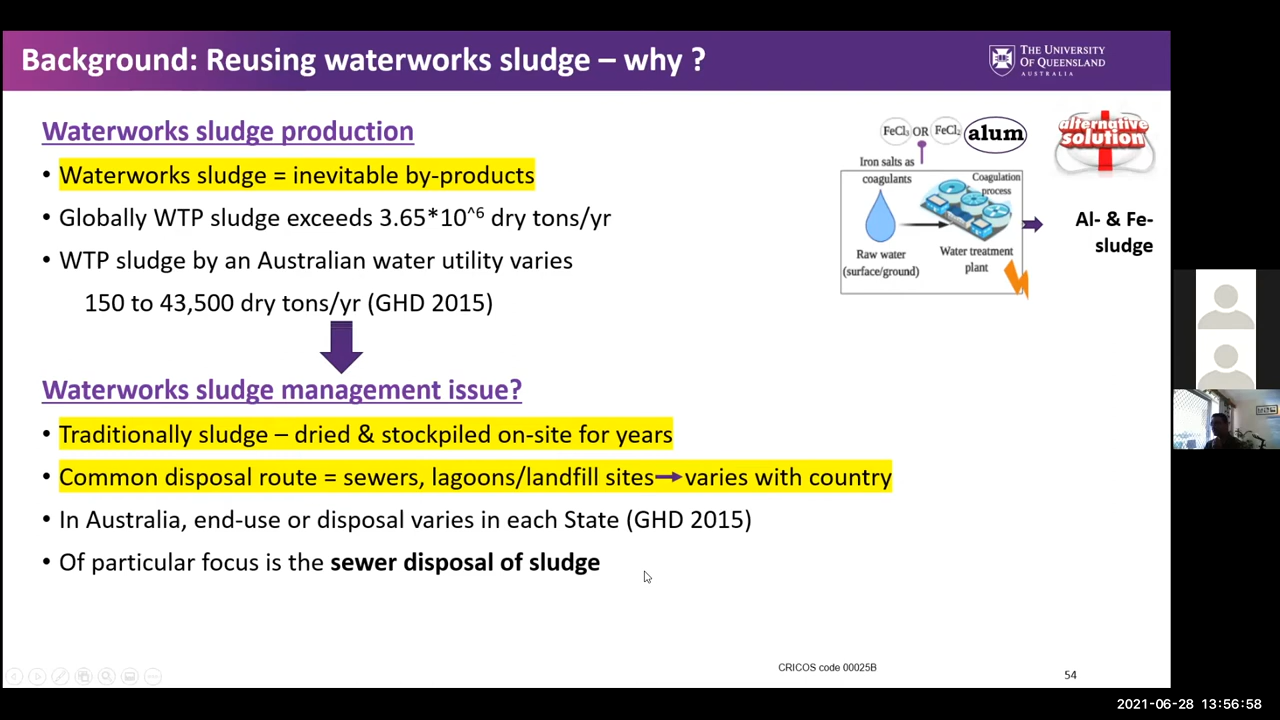 Background: Reusing waterworks sludge – why ?
THE UNIVERSITY
OF QUEENSLAND
AUSTRALIA
Waterworks sludge production
• Waterworks sludge = inevitable by-products
• Globally WTP sludge exceeds 3.65*10^6 dry tons/yr
• WTP sludge by an Australian water utility varies
150 to 43,500 dry tons/yr (GHD 2015)
FeCl3 OR FeCl2 alum
Iron salts as
coagulants
Coagulation
process
Raw water
(surface/ground)
Water treatment
plant
alternative
solution
Al- & Fe-
sludge
Waterworks sludge management issue?
• Traditionally sludge – dried & stockpiled on-site for years
• Common disposal route = sewers, lagoons/landfill sites→varies with country
• In Australia, end-use or disposal varies in each State (GHD 2015)
• Of particular focus is the sewer disposal of sludge
CRICOS code 00025B
54
2021-06-28 13:56:58